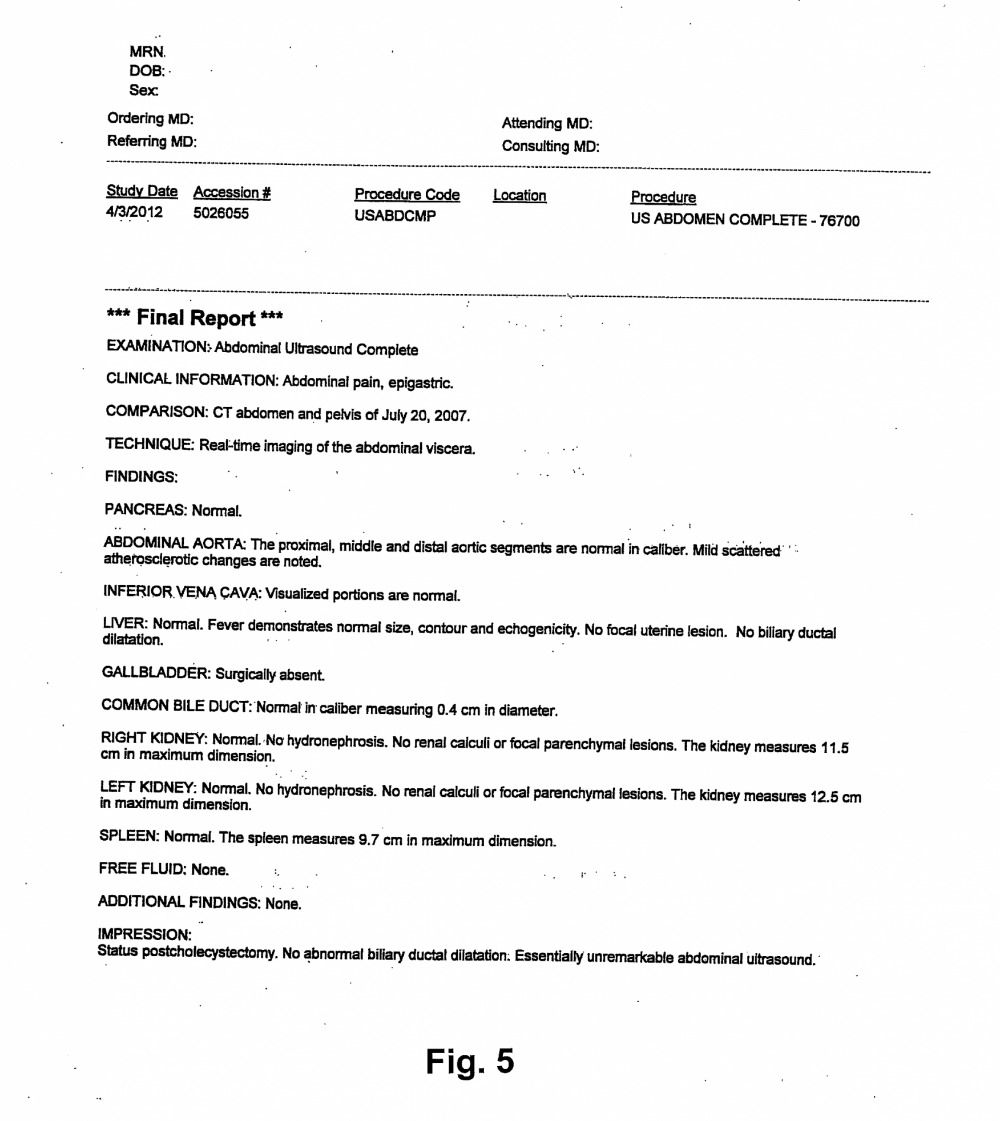 MRN.
DOB:
Sex:
Ordering MD:
Attending MD:
Referring MD:
Consulting MD:
Study Date Accession # Procedure Code Location Procedure
4/3/2012 5026055 USABDCMP US ABDOMEN COMPLETE - 76700
*** Final Report ***
EXAMINATION: Abdominal Ultrasound Complete
CLINICAL INFORMATION: Abdominal pain, epigastric.
COMPARISON: CT abdomen and pelvis of July 20, 2007.
TECHNIQUE: Real-time imaging of the abdominal viscera.
FINDINGS:
PANCREAS: Normal.
ABDOMINAL AORTA: The proximal, middle and distal aortic segments are normal in caliber. Mild scattered
atherosclerotic changes are noted.
INFERIOR VENA CAVA: Visualized portions are normal.
LIVER: Normal. Fever demonstrates normal size, contour and echogenicity. No focal uterine lesion. No biliary ductal
dilatation.
GALLBLADDER: Surgically absent.
COMMON BILE DUCT: Normal in caliber measuring 0.4 cm in diameter.
RIGHT KIDNEY: Normal. No hydronephrosis. No renal calculi or focal parenchymal lesions. The kidney measures 11.5
cm in maximum dimension.
LEFT KIDNEY: Normal. No hydronephrosis. No renal calculi or focal parenchymal lesions. The kidney measures 12.5 cm
in maximum dimension.
SPLEEN: Normal. The spleen measures 9.7 cm in maximum dimension.
FREE FLUID: None.
ADDITIONAL FINDINGS: None.
IMPRESSION:
Status postcholecystectomy. No abnormal biliary ductal dilatation. Essentially unremarkable abdominal ultrasound.
Fig. 5